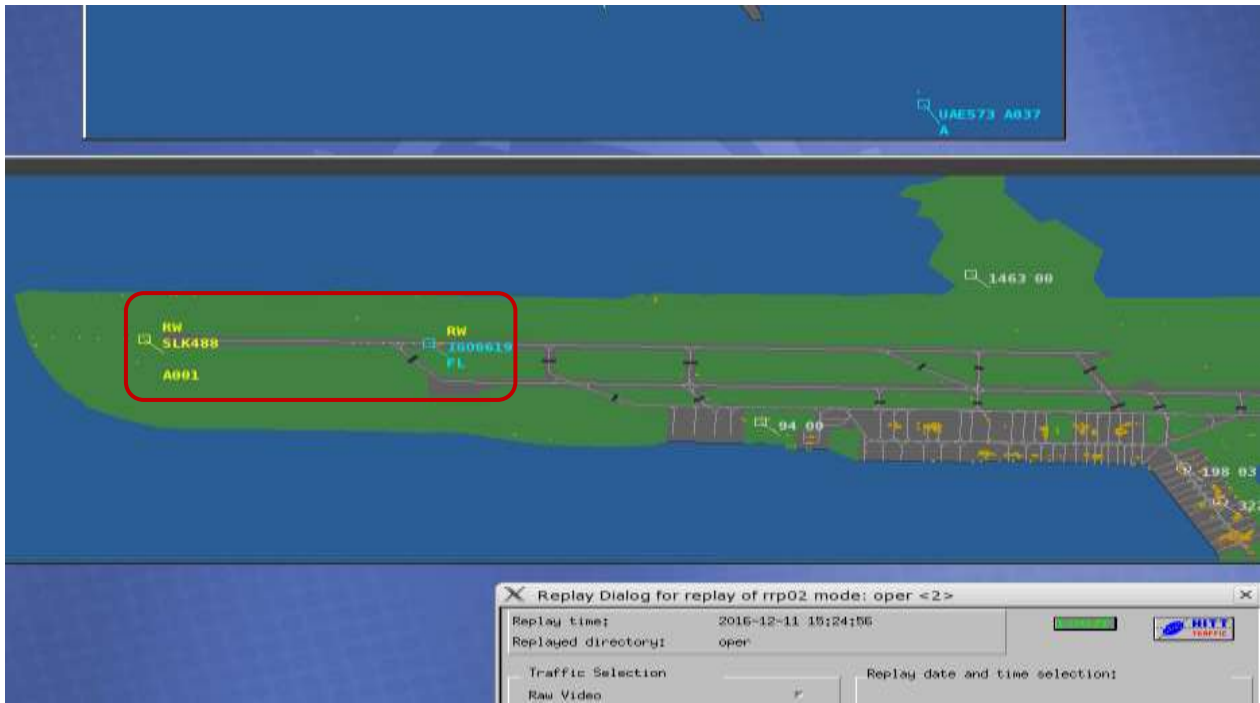 UAE573 A037
A
1463 00
RW
SLK488
A001
RW
FL
94 00
198 03
Replay Dialog for replay of rrp02 mode: oper <2>
Replay time: 2016-12-11 15:24:56
Replayed directory: oper
HITT
TRAFFIC
Traffic Selection
Replay date and time selection:
Raw Video